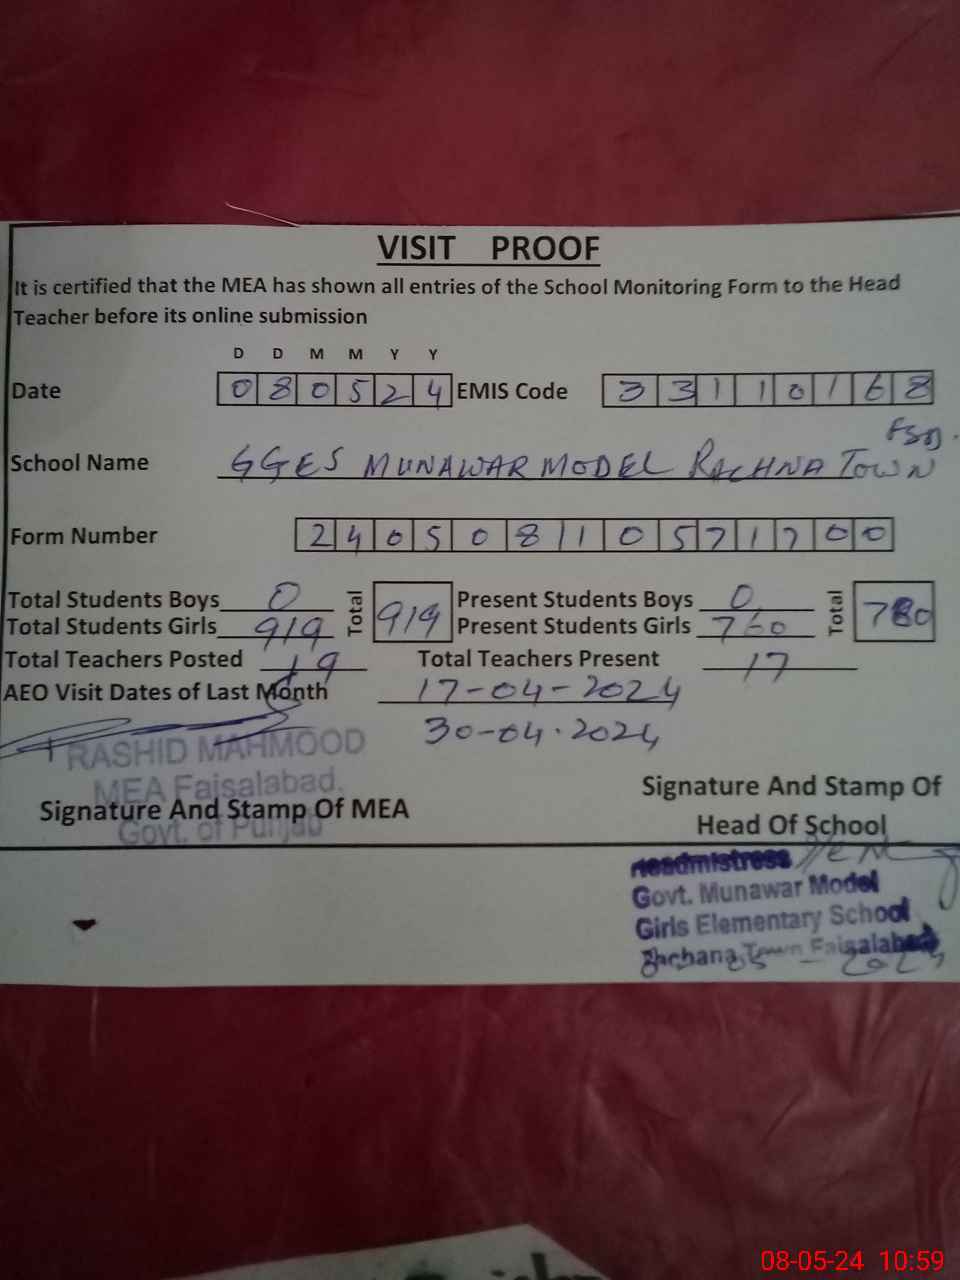 VISIT PROOF
It is certified that the MEA has shown all entries of the School Monitoring Form to the Head
Teacher before its online submission
D D M M Y Y
Date 0 8 0 5 2 4 EMIS Code 3 3 1 1 0 1 6 8
FSD.
School Name GGES MUNAWAR MODEL RACHNA TOWN
Form Number 2 4 0 5 0 8 1 1 0 5 7 1 7 0 0
Total Students Boys 0 Total 919 Present Students Boys 0 Total 780
Total Students Girls 919 Present Students Girls 760
Total Teachers Posted 19 Total Teachers Present 17
AEO Visit Dates of Last Month 17-04-2024
30-04-2024
RASHID MAHMOOD
MEA Faisalabad.
Signature And Stamp Of MEA
Govt. of Punjab
Signature And Stamp Of
Head Of School
Headmistress
Govt. Munawar Model
Girls Elementary School
Town Faisalabad
08-05-24 10:59